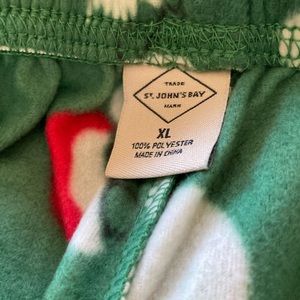 TRADE
ST. JOHN'S BAY
MARK
XL
100% POLYESTER
MADE IN CHINA